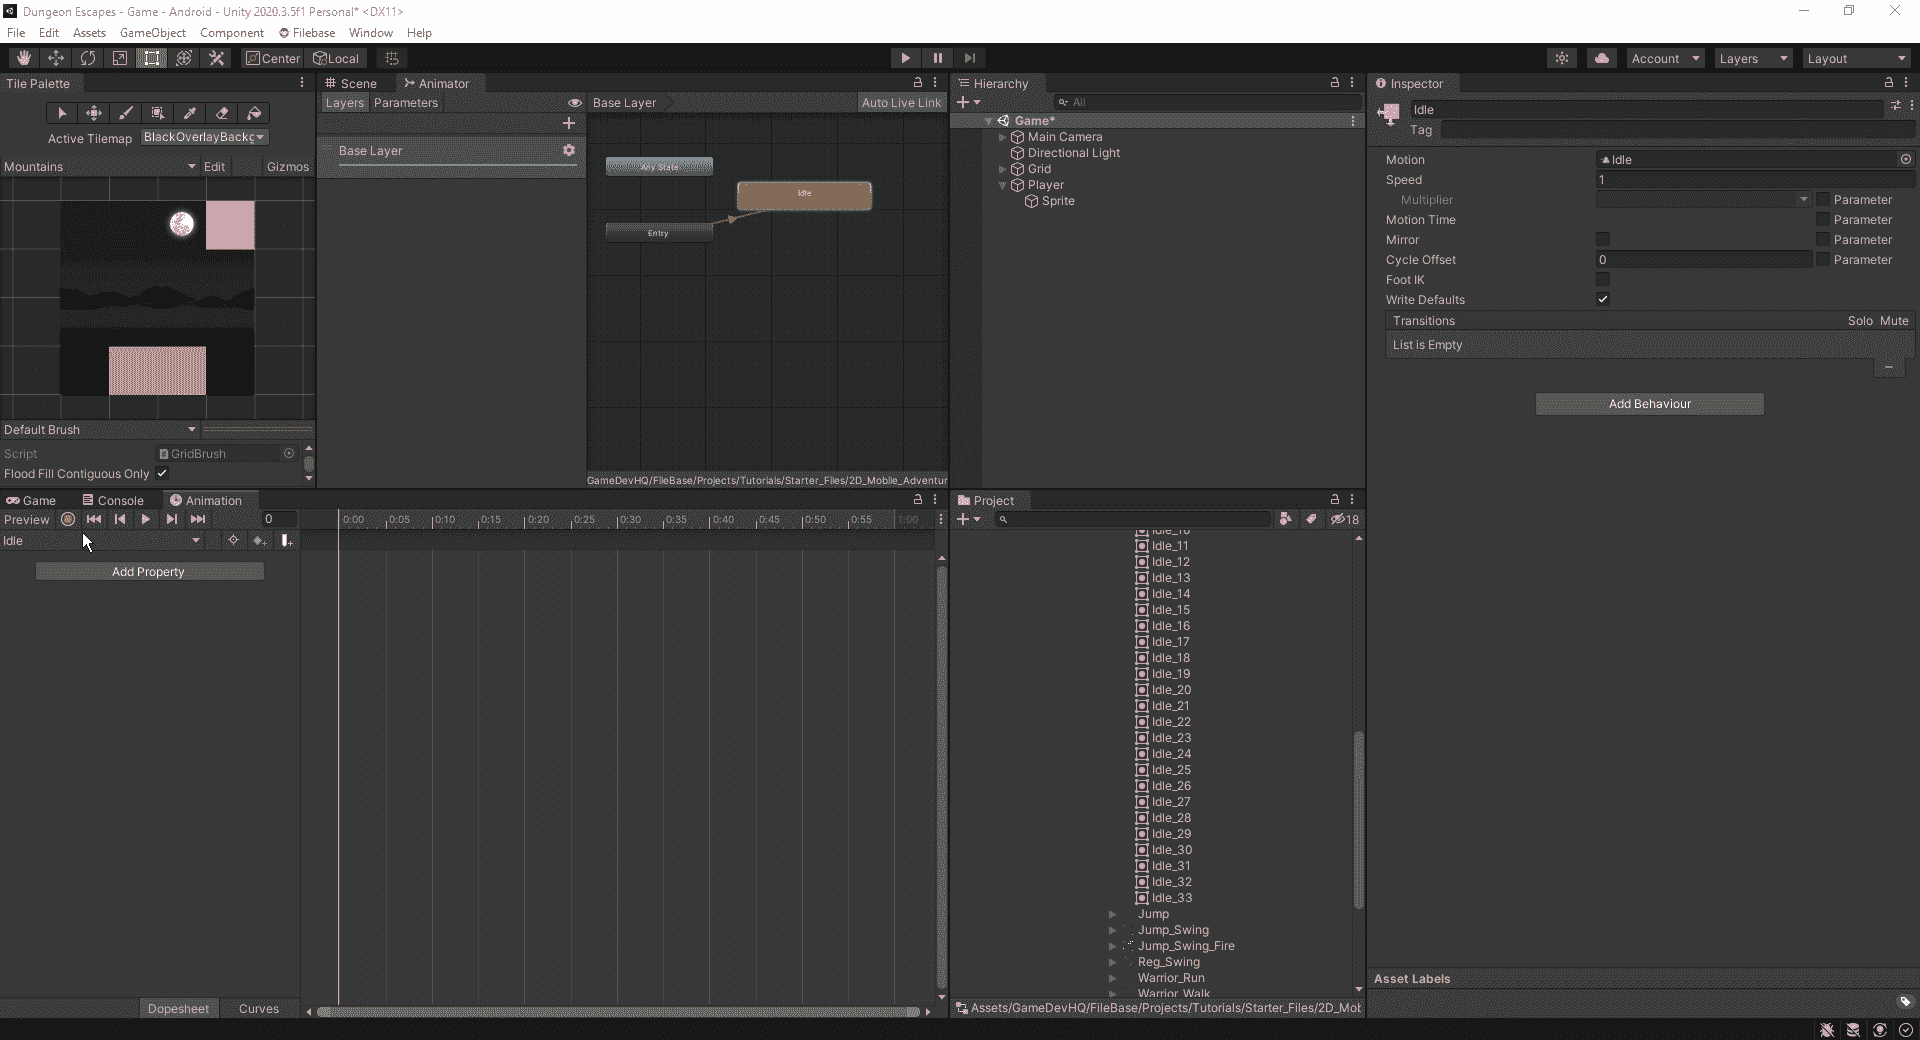 Dungeon Escapes - Game - Android - Unity 2020.3.5f1 Personal* <DX11>
File Edit Assets GameObject Component Filebase Window Help
Center Local Account Layers Layout
Tile Palette
Active Tilemap BlackOverlayBackg
Mountains Edit Gizmos
Default Brush
Script GridBrush
Flood Fill Contiguous Only
Scene Animator
Layers Parameters Base Layer Auto Live Link
Base Layer
Any State
Idle
Entry
GameDevHQ/FileBase/Projects/Tutorials/Starter_Files/2D_Mobile_Adventur
Hierarchy
All
Game*
Main Camera
Directional Light
Grid
Player
Sprite
Inspector
Idle
Tag
Motion Idle
Speed 1
Multiplier Parameter
Motion Time Parameter
Mirror Parameter
Cycle Offset 0 Parameter
Foot IK
Write Defaults
Transitions Solo Mute
List is Empty
Add Behaviour
Asset Labels
Game Console Animation
Preview 0 0:00 0:05 0:10 0:15 0:20 0:25 0:30 0:35 0:40 0:45 0:50 0:55 1:00
Idle
Add Property
Dopesheet Curves
Project
18
Idle_10
Idle_11
Idle_12
Idle_13
Idle_14
Idle_15
Idle_16
Idle_17
Idle_18
Idle_19
Idle_20
Idle_21
Idle_22
Idle_23
Idle_24
Idle_25
Idle_26
Idle_27
Idle_28
Idle_29
Idle_30
Idle_31
Idle_32
Idle_33
Jump
Jump_Swing
Jump_Swing_Fire
Reg_Swing
Warrior_Run
Warrior_Walk
Assets/GameDevHQ/FileBase/Projects/Tutorials/Starter_Files/2D_Mob